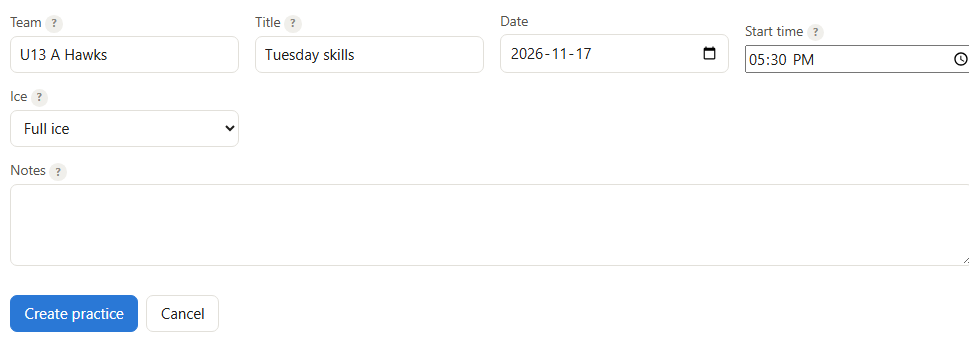 Team ? Title ? Date Start time ?
U13 A Hawks Tuesday skills 2026-11-17 05:30 PM
Ice ?
Full ice
Notes ?
Create practice Cancel